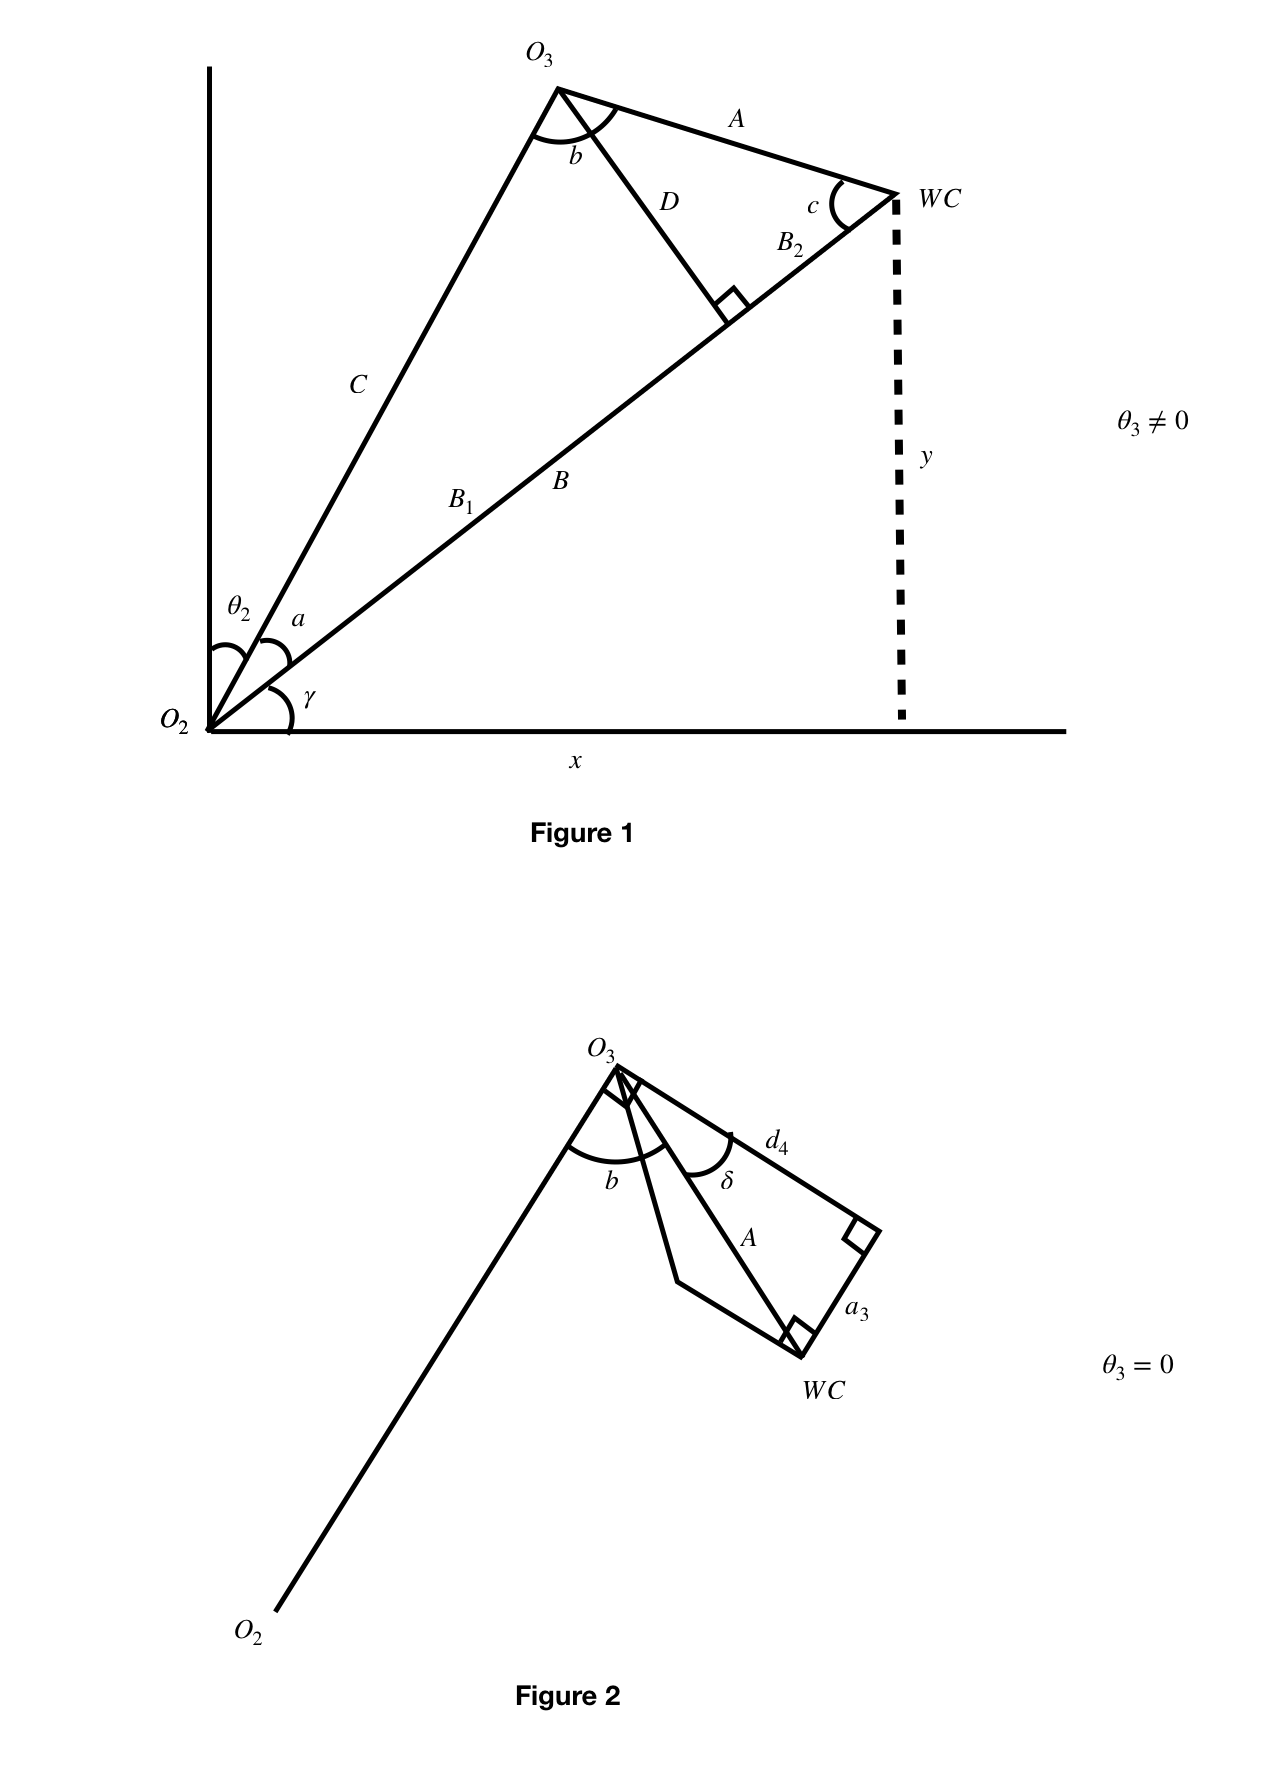 O₃
A
b
WC
D
c
B₂
C
θ₃ ≠ 0
y
B
B₁
θ₂
a
γ
O₂
x
Figure 1
O₃
d₄
b
δ
A
a₃
θ₃ = 0
WC
O₂
Figure 2